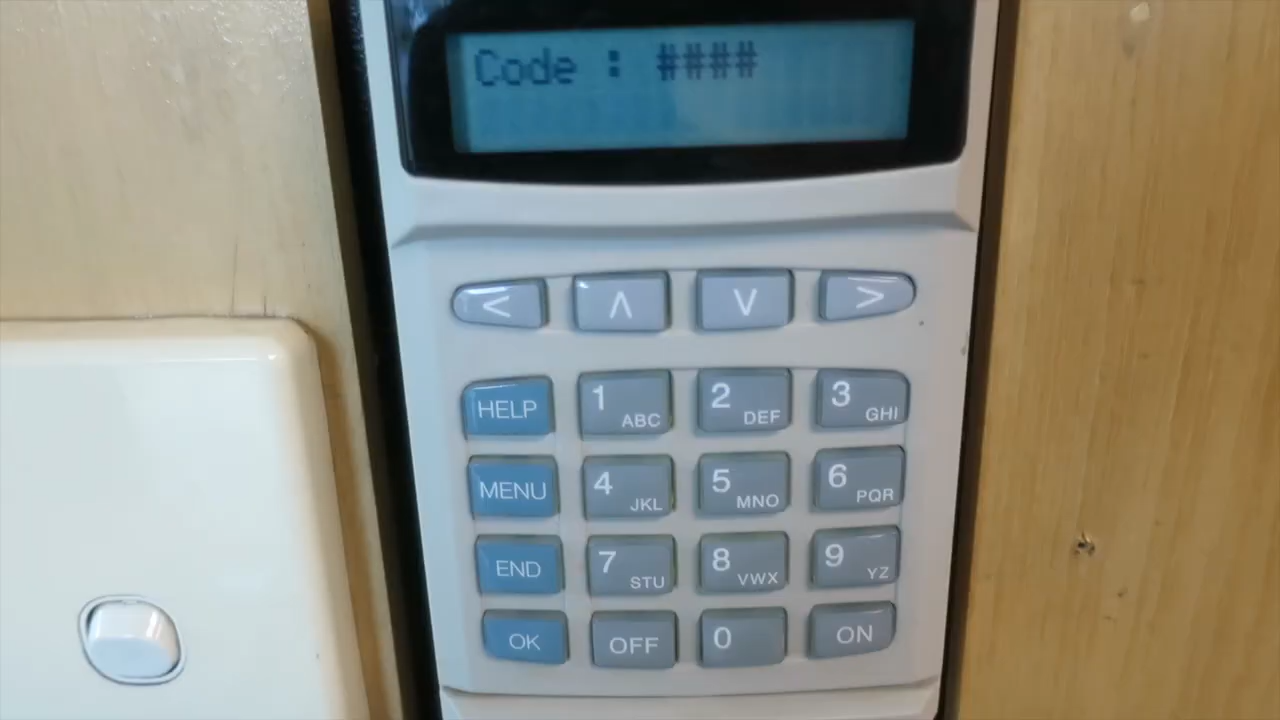 Code : ####
< ∧ ∨ >
HELP 1 ABC 2 DEF 3 GHI
MENU 4 JKL 5 MNO 6 PQR
END 7 STU 8 VWX 9 YZ
OK OFF 0 ON